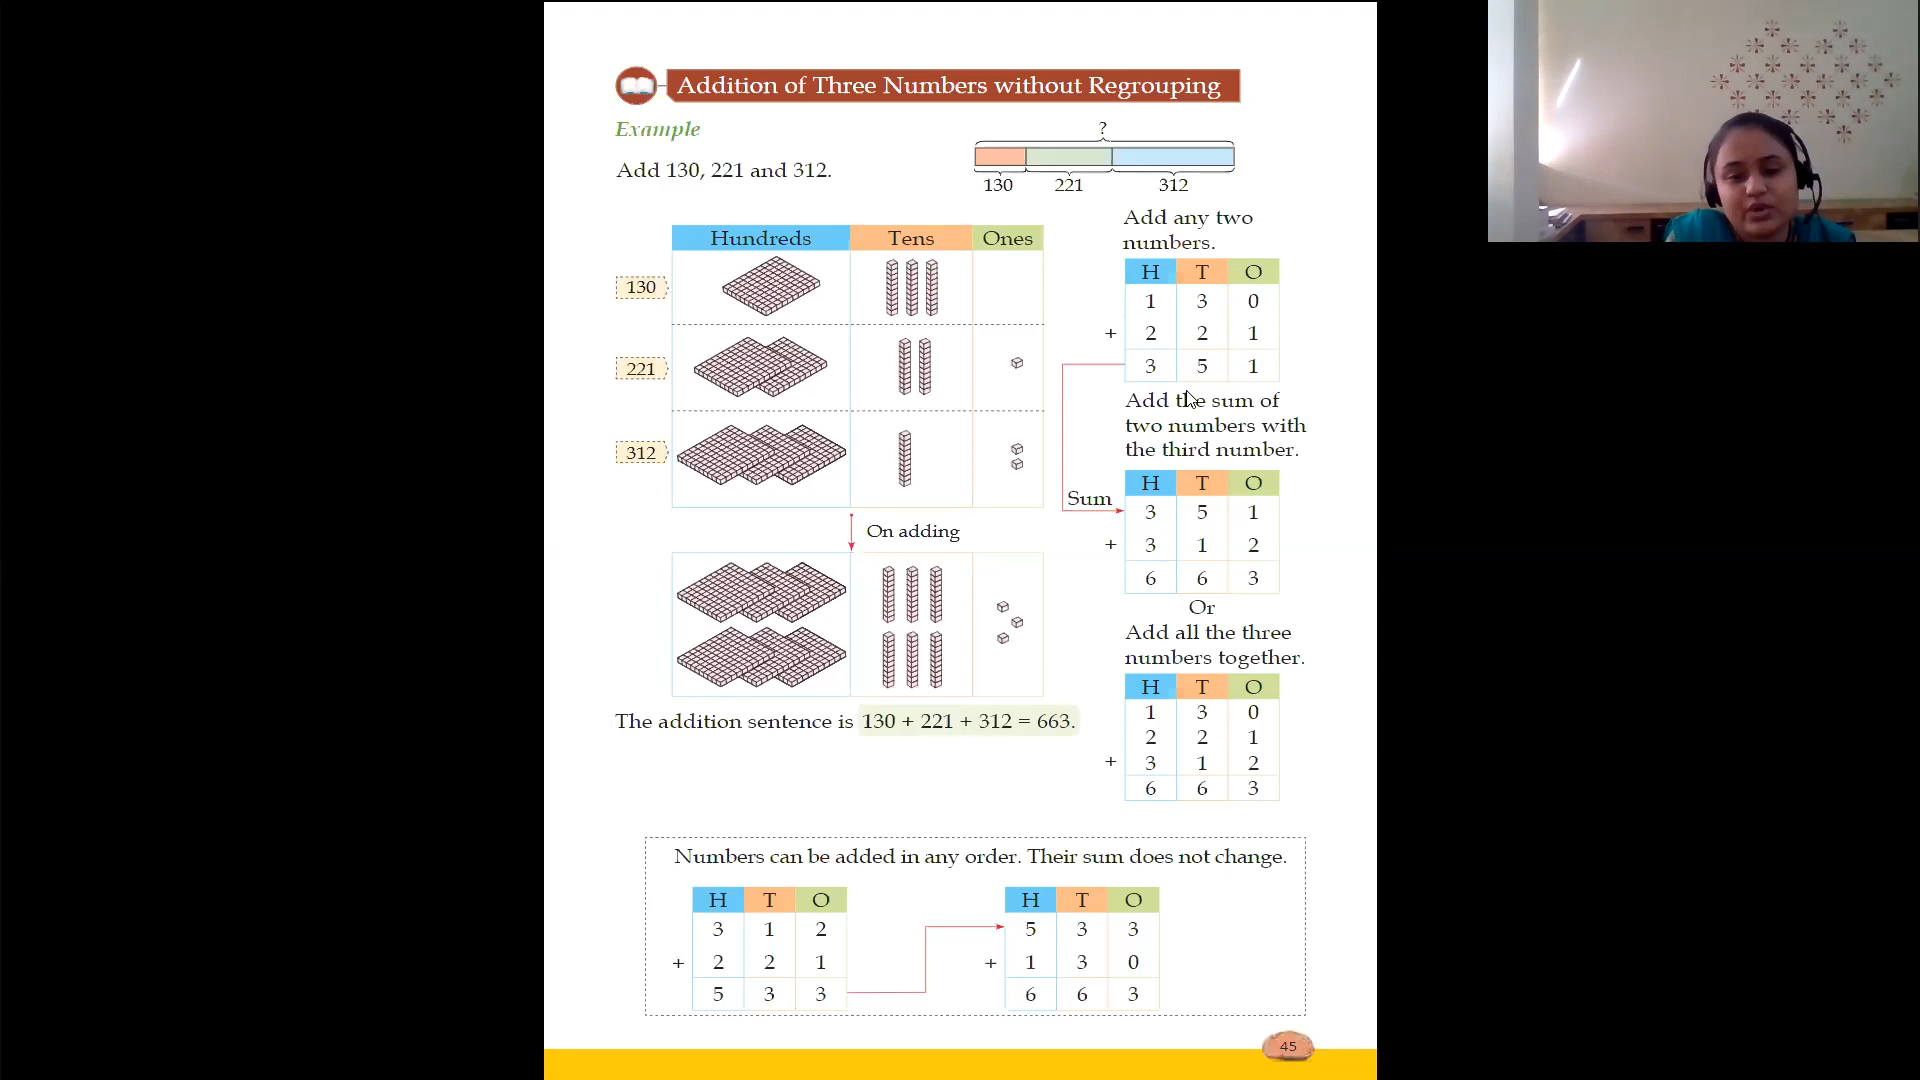 Addition of Three Numbers without Regrouping
Example
Add 130, 221 and 312.
?
130 221 312
Hundreds Tens Ones
130
221
312
On adding
The addition sentence is 130 + 221 + 312 = 663.
Add any two
numbers.
H T O
1 3 0
+ 2 2 1
3 5 1
Add the sum of
two numbers with
the third number.
H T O
Sum 3 5 1
+ 3 1 2
6 6 3
Or
Add all the three
numbers together.
H T O
1 3 0
2 2 1
+ 3 1 2
6 6 3
Numbers can be added in any order. Their sum does not change.
H T O
3 1 2
+ 2 2 1
5 3 3
H T O
5 3 3
+ 1 3 0
6 6 3
45